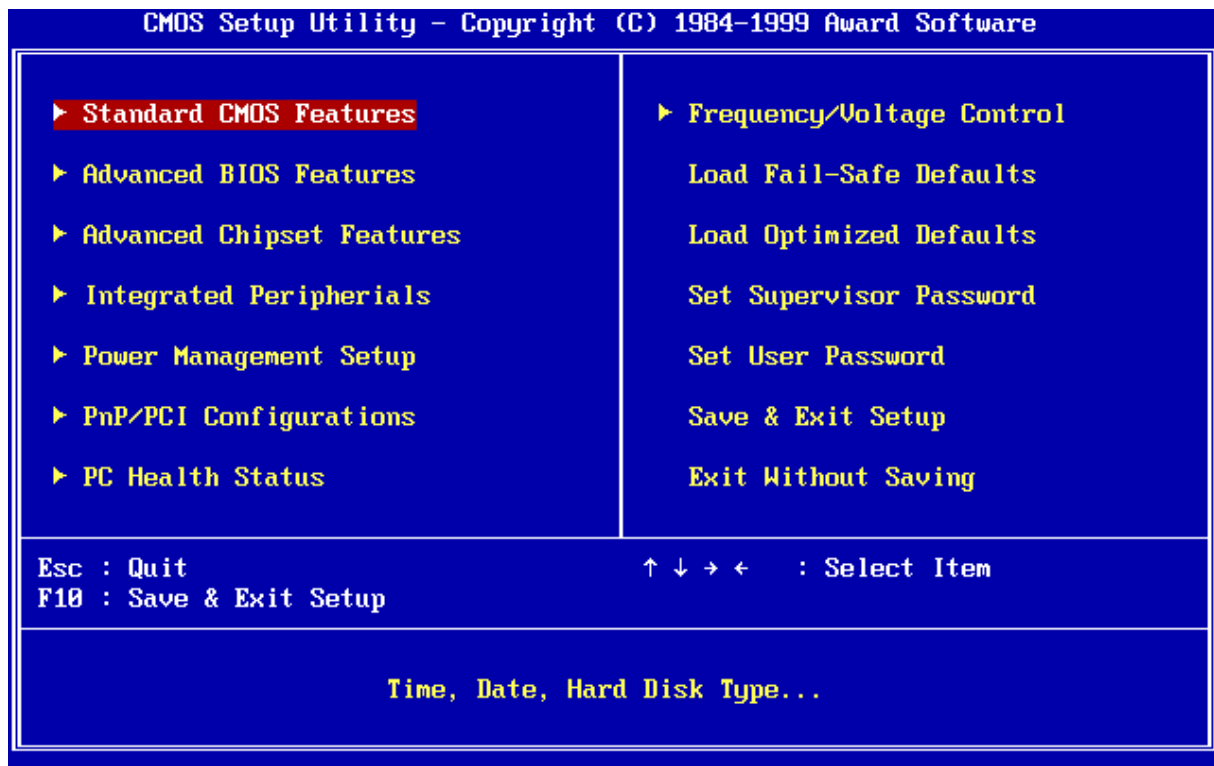 CMOS Setup Utility – Copyright (C) 1984–1999 Award Software
▶ Standard CMOS Features
▶ Advanced BIOS Features
▶ Advanced Chipset Features
▶ Integrated Peripherials
▶ Power Management Setup
▶ PnP/PCI Configurations
▶ PC Health Status
▶ Frequency/Voltage Control
Load Fail–Safe Defaults
Load Optimized Defaults
Set Supervisor Password
Set User Password
Save & Exit Setup
Exit Without Saving
Esc : Quit
F10 : Save & Exit Setup
↑ ↓ → ← : Select Item
Time, Date, Hard Disk Type...